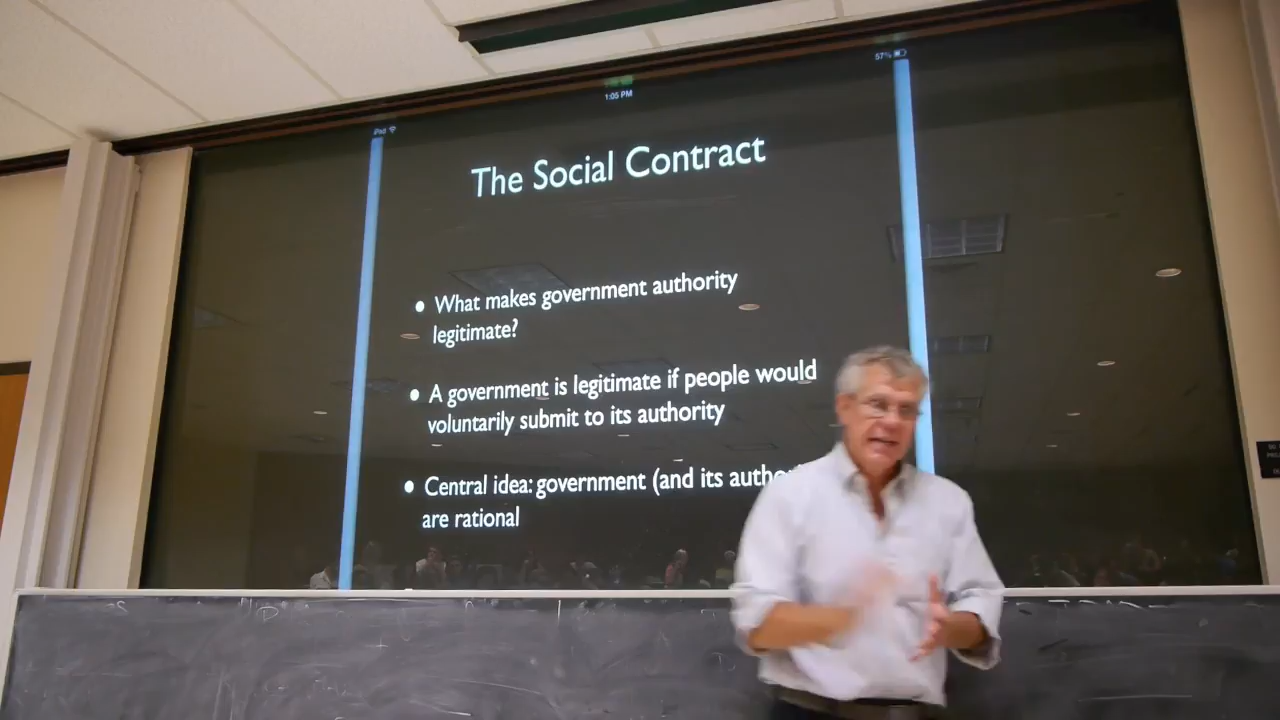 57%
1:05 PM
iPad
The Social Contract
• What makes government authority
legitimate?
• A government is legitimate if people would
voluntarily submit to its authority
• Central idea: government (and its autho
are rational